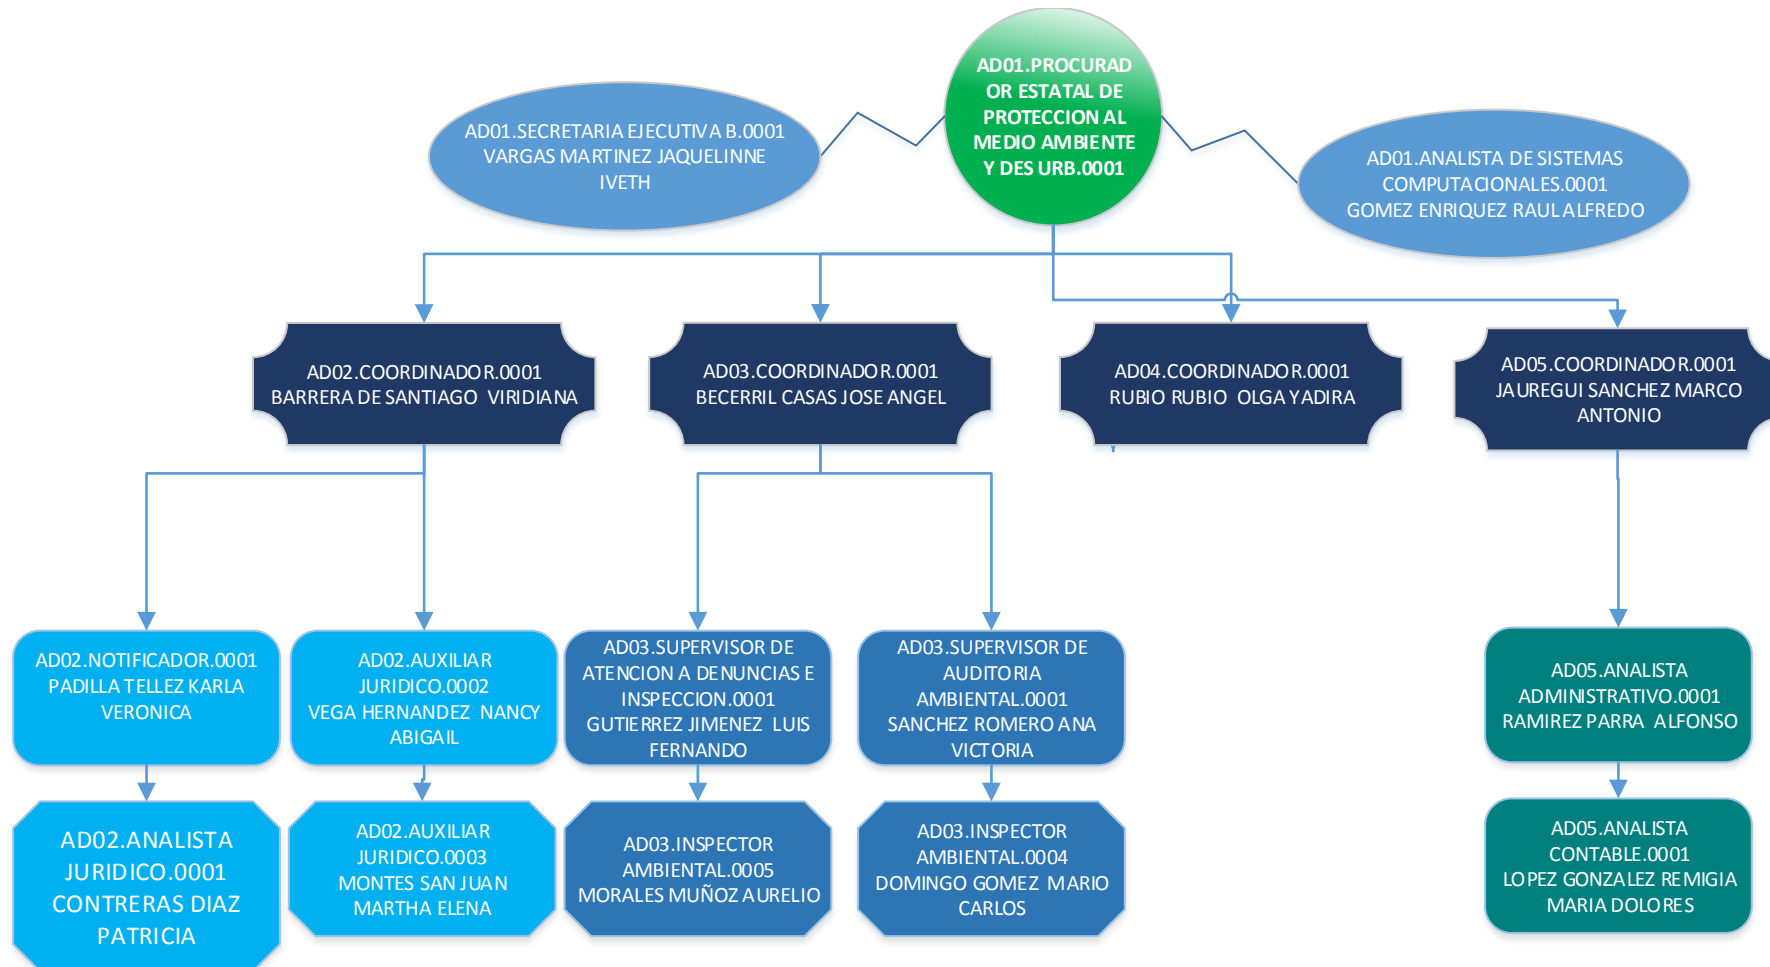 AD01.PROCURAD
OR ESTATAL DE
PROTECCION AL
MEDIO AMBIENTE
Y DES URB.0001
AD01.SECRETARIA EJECUTIVA B.0001
VARGAS MARTINEZ JAQUELINNE
IVETH
AD01.ANALISTA DE SISTEMAS
COMPUTACIONALES.0001
GOMEZ ENRIQUEZ RAUL ALFREDO
AD02.COORDINADOR.0001
BARRERA DE SANTIAGO VIRIDIANA
AD03.COORDINADOR.0001
BECERRIL CASAS JOSE ANGEL
AD04.COORDINADOR.0001
RUBIO RUBIO OLGA YADIRA
AD05.COORDINADOR.0001
JAUREGUI SANCHEZ MARCO
ANTONIO
AD02.NOTIFICADOR.0001
PADILLA TELLEZ KARLA
VERONICA
AD02.AUXILIAR
JURIDICO.0002
VEGA HERNANDEZ NANCY
ABIGAIL
AD03.SUPERVISOR DE
ATENCION A DENUNCIAS E
INSPECCION.0001
GUTIERREZ JIMENEZ LUIS
FERNANDO
AD03.SUPERVISOR DE
AUDITORIA
AMBIENTAL.0001
SANCHEZ ROMERO ANA
VICTORIA
AD05.ANALISTA
ADMINISTRATIVO.0001
RAMIREZ PARRA ALFONSO
AD02.ANALISTA
JURIDICO.0001
CONTRERAS DIAZ
PATRICIA
AD02.AUXILIAR
JURIDICO.0003
MONTES SAN JUAN
MARTHA ELENA
AD03.INSPECTOR
AMBIENTAL.0005
MORALES MUÑOZ AURELIO
AD03.INSPECTOR
AMBIENTAL.0004
DOMINGO GOMEZ MARIO
CARLOS
AD05.ANALISTA
CONTABLE.0001
LOPEZ GONZALEZ REMIGIA
MARIA DOLORES